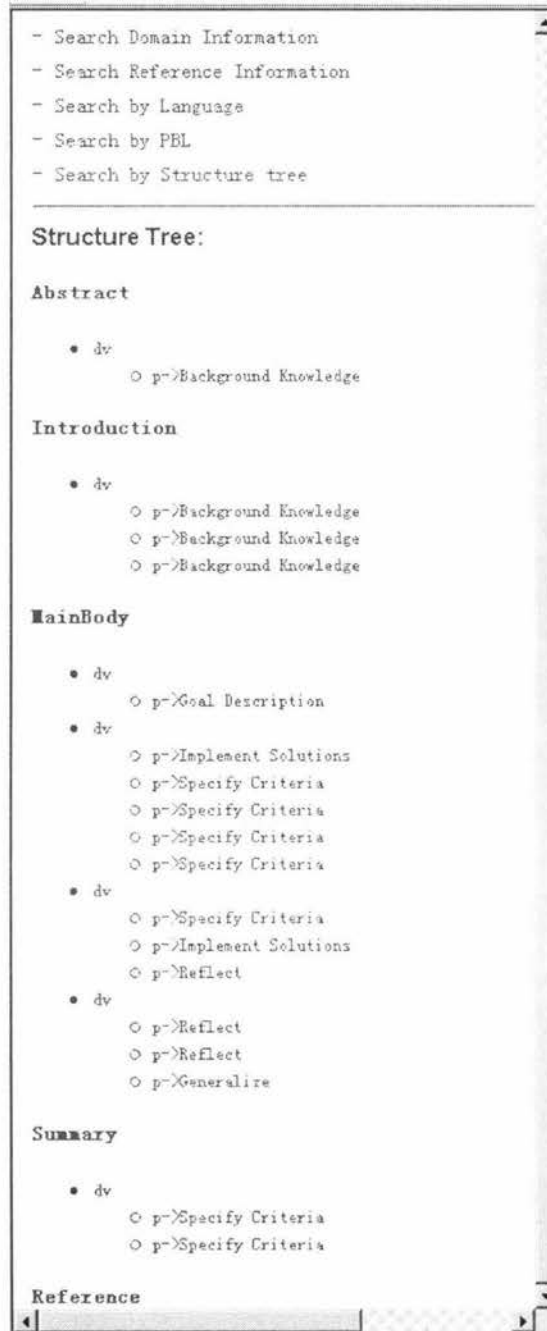 - Search Domain Information
- Search Reference Information
- Search by Language
- Search by PBL
- Search by Structure tree
Structure Tree:
Abstract
• dv
○ p->Background Knowledge
Introduction
• dv
○ p->Background Knowledge
○ p->Background Knowledge
○ p->Background Knowledge
MainBody
• dv
○ p->Goal Description
• dv
○ p->Implement Solutions
○ p->Specify Criteria
○ p->Specify Criteria
○ p->Specify Criteria
○ p->Specify Criteria
• dv
○ p->Specify Criteria
○ p->Implement Solutions
○ p->Reflect
• dv
○ p->Reflect
○ p->Reflect
○ p->Generalize
Summary
• dv
○ p->Specify Criteria
○ p->Specify Criteria
Reference